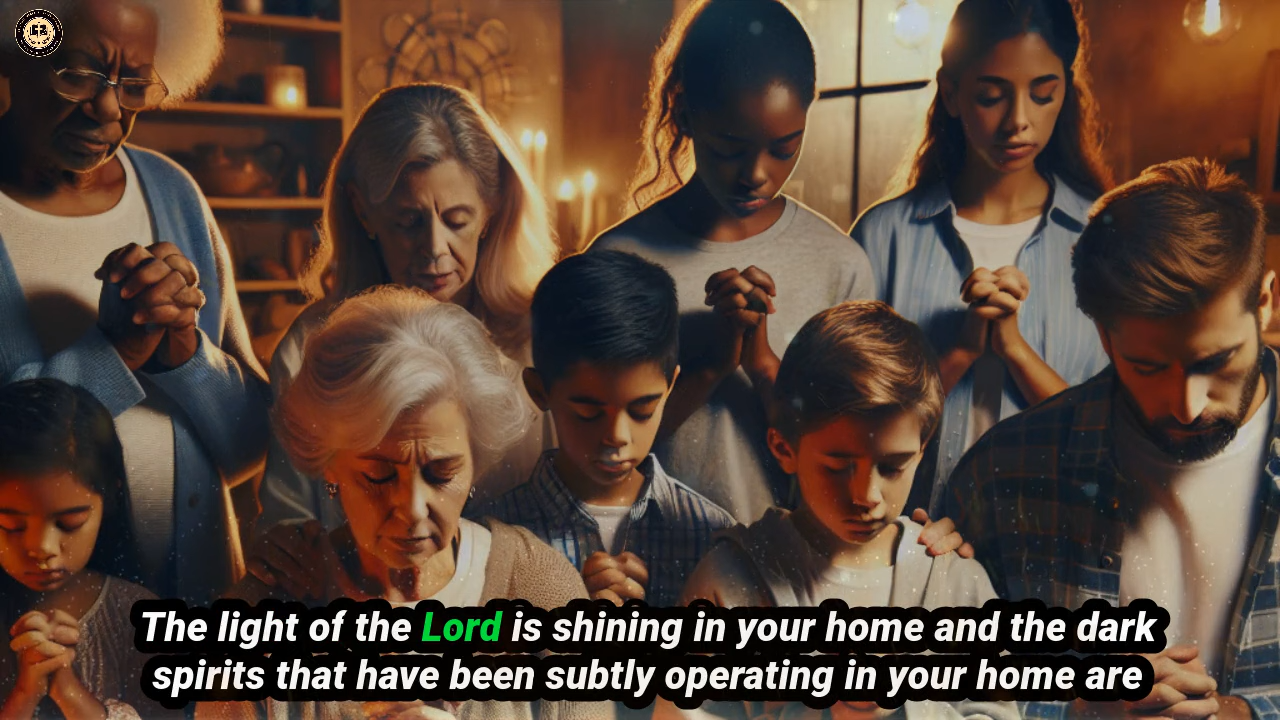 The light of the Lord is shining in your home and the dark
spirits that have been subtly operating in your home are